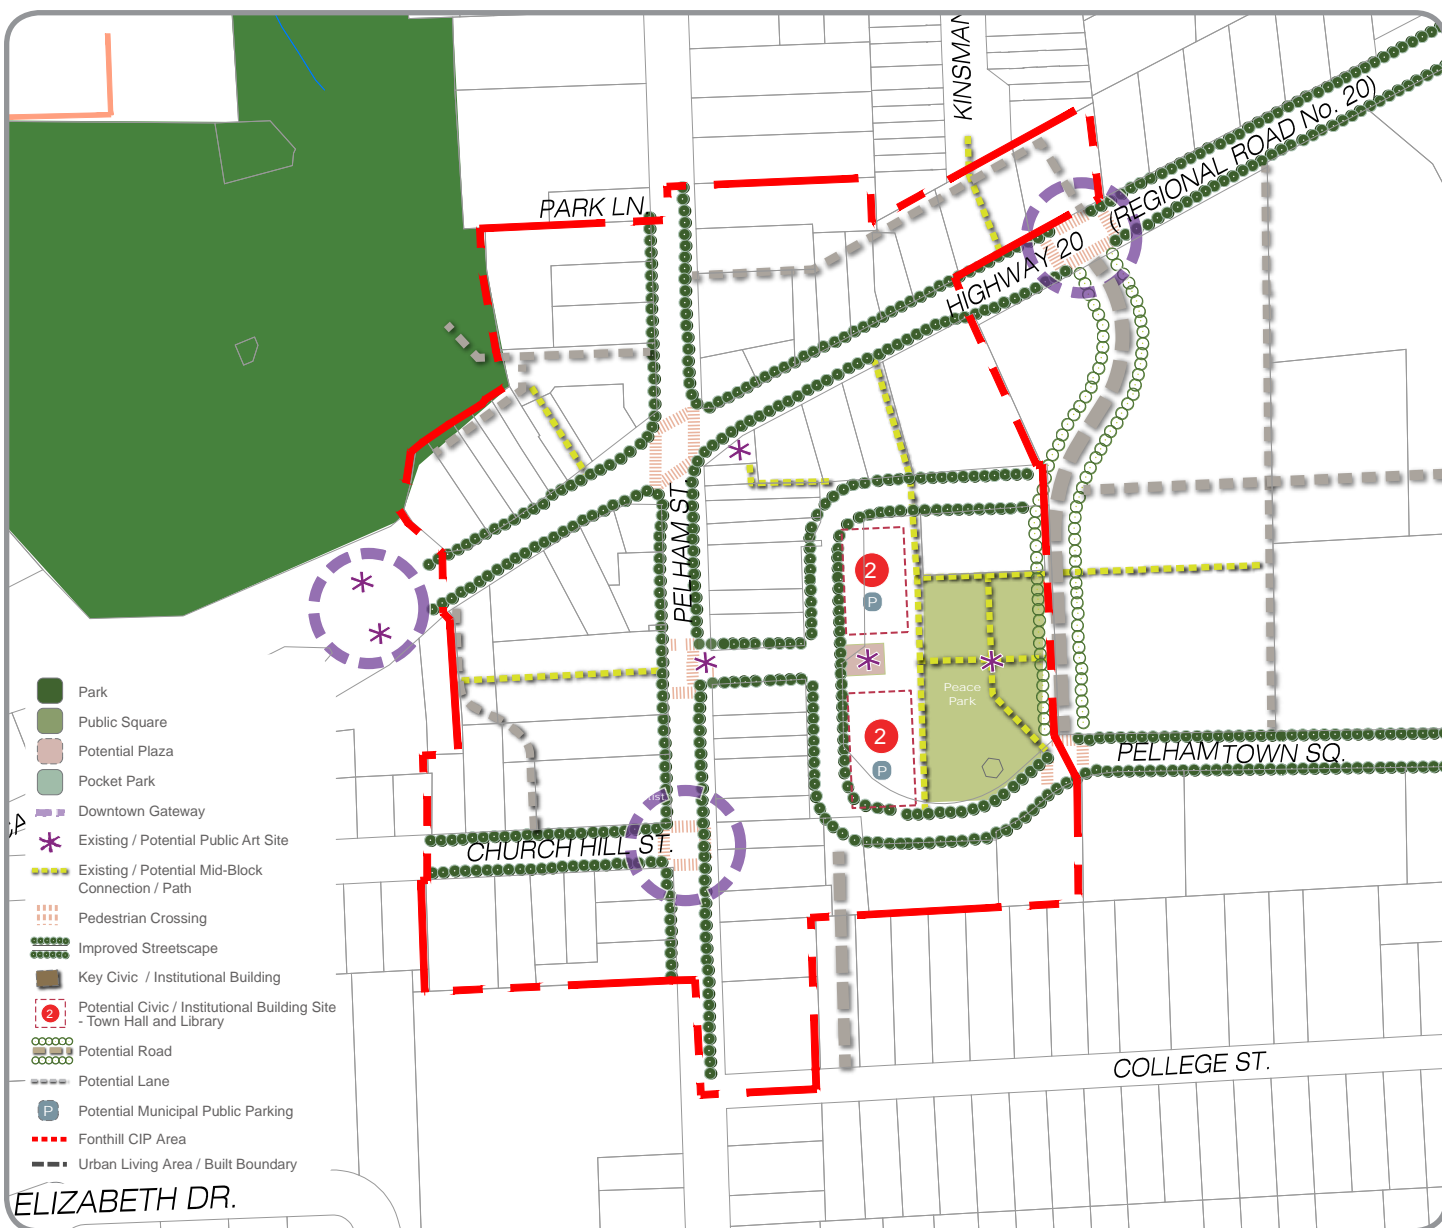 KINSMAN
HIGHWAY 20 (REGIONAL ROAD No. 20)
PARK LN.
PELHAM ST.
2
P
Peace
Park
2
P
PELHAM TOWN SQ.
CHURCH HILL ST.
COLLEGE ST.
ELIZABETH DR.
Park
Public Square
Potential Plaza
Pocket Park
Downtown Gateway
Existing / Potential Public Art Site
Existing / Potential Mid-Block
Connection / Path
Pedestrian Crossing
Improved Streetscape
Key Civic / Institutional Building
2
Potential Civic / Institutional Building Site
- Town Hall and Library
Potential Road
Potential Lane
P
Potential Municipal Public Parking
Fonthill CIP Area
Urban Living Area / Built Boundary